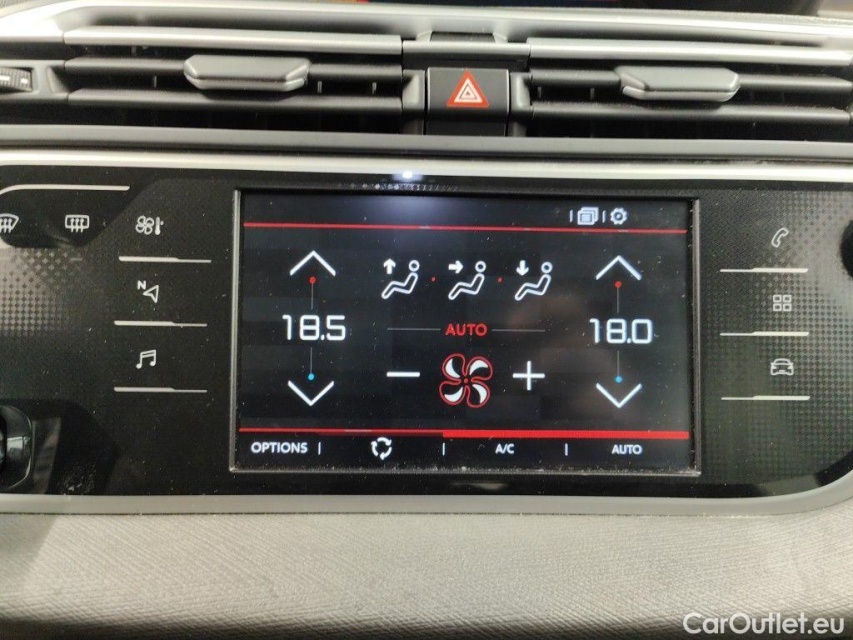 N
18.5
AUTO
18.0
OPTIONS
A/C
AUTO
CarOutlet.eu